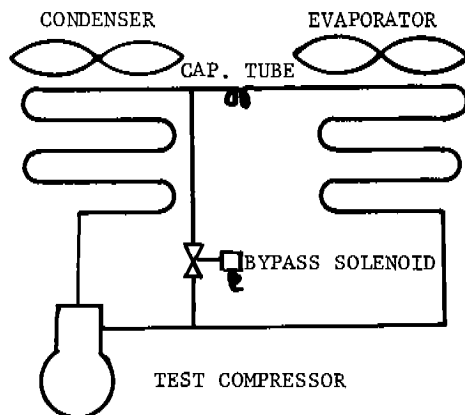 CONDENSER
EVAPORATOR
CAP. TUBE
BYPASS SOLENOID
TEST COMPRESSOR